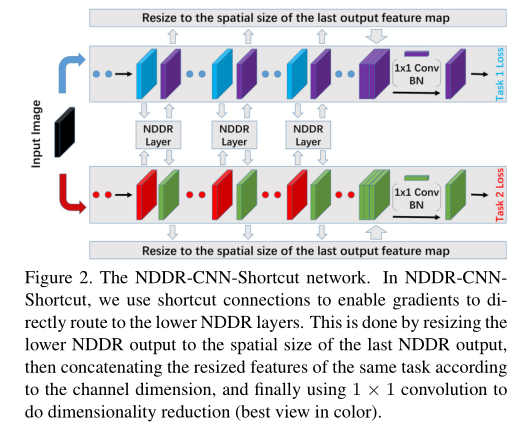 Resize to the spatial size of the last output feature map
1x1 Conv
BN
Task 1 Loss
Input Image
NDDR
Layer
NDDR
Layer
NDDR
Layer
1x1 Conv
BN
Task 2 Loss
Resize to the spatial size of the last output feature map
Figure 2. The NDDR-CNN-Shortcut network. In NDDR-CNN-
Shortcut, we use shortcut connections to enable gradients to di-
rectly route to the lower NDDR layers. This is done by resizing the
lower NDDR output to the spatial size of the last NDDR output,
then concatenating the resized features of the same task according
to the channel dimension, and finally using 1 × 1 convolution to
do dimensionality reduction (best view in color).